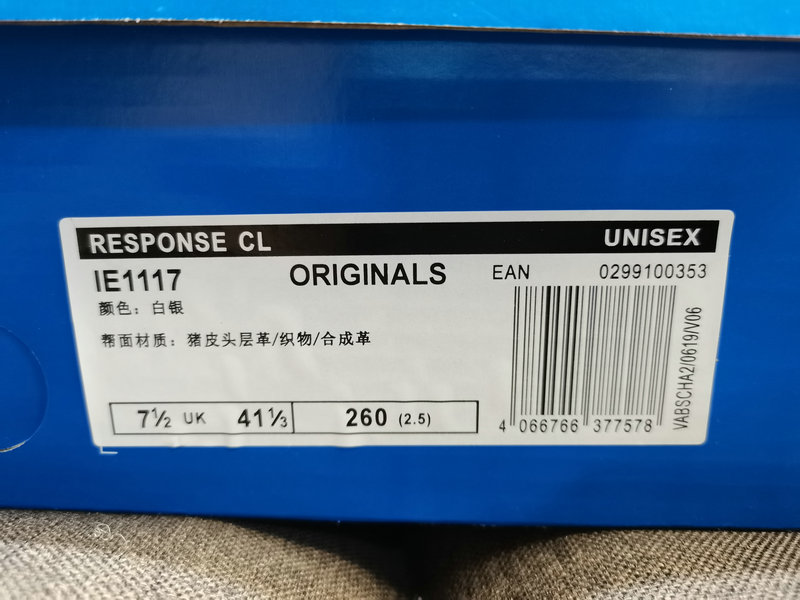 RESPONSE CL UNISEX
IE1117 ORIGINALS EAN 0299100353
颜色：白银
帮面材质：猪皮头层革/织物/合成革
7½ UK 41⅓ 260 (2.5)
4 066766 377578
VABSCHA2/0619/V06